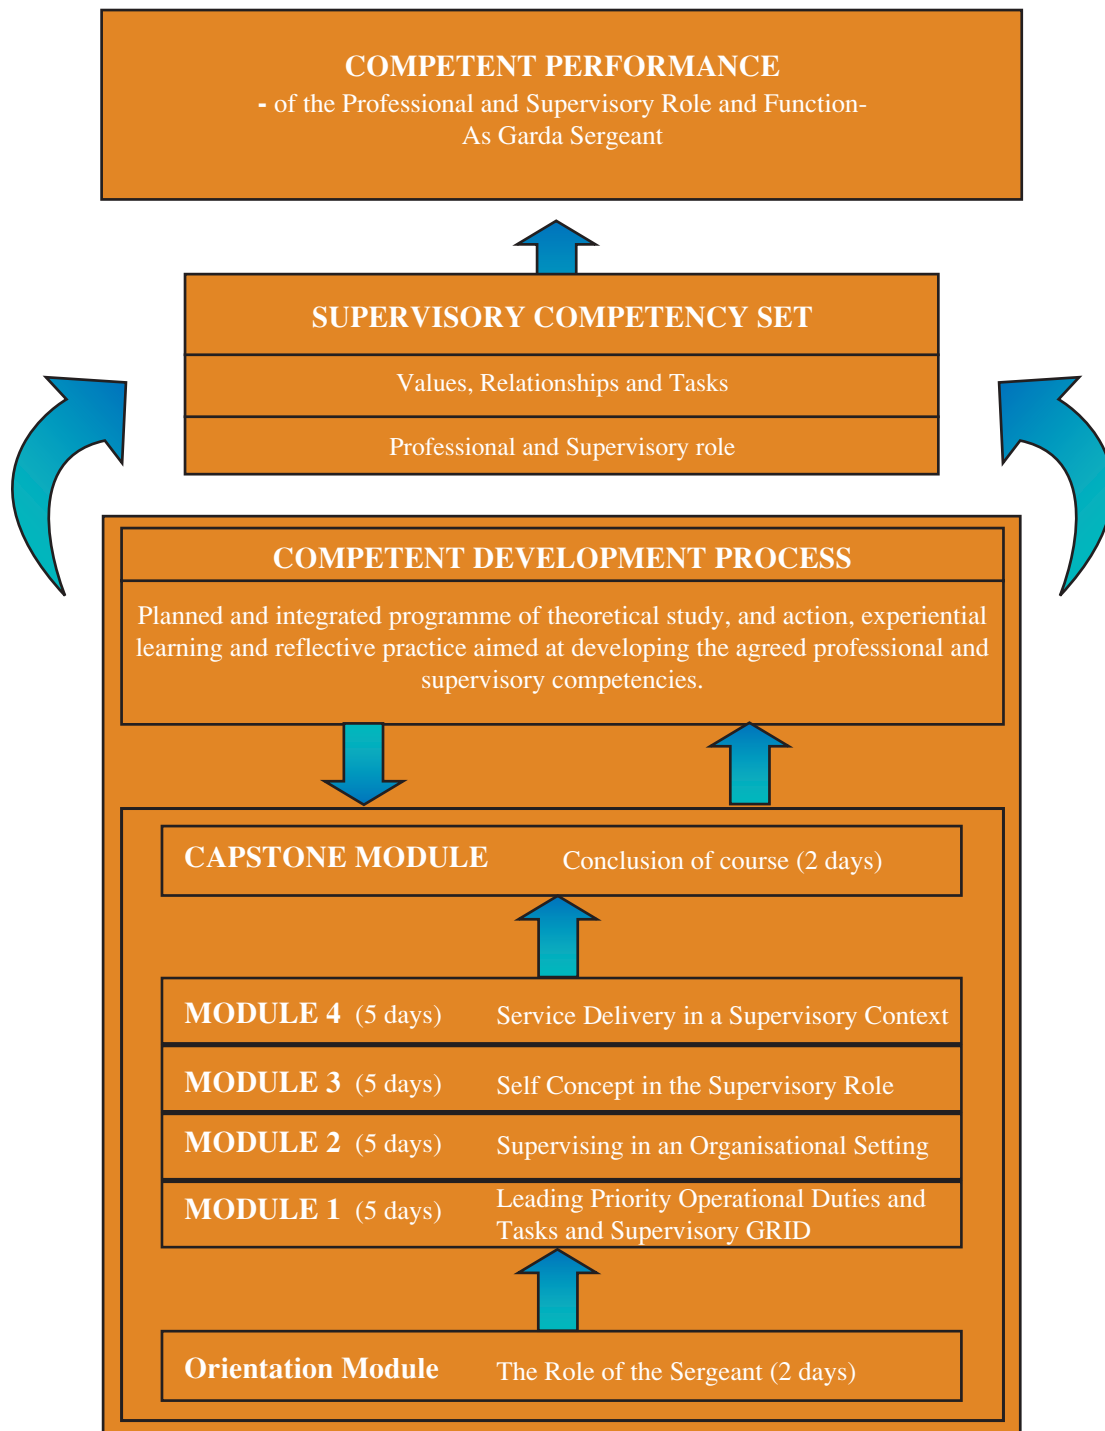 COMPETENT PERFORMANCE
- of the Professional and Supervisory Role and Function-
As Garda Sergeant
SUPERVISORY COMPETENCY SET
Values, Relationships and Tasks
Professional and Supervisory role
COMPETENT DEVELOPMENT PROCESS
Planned and integrated programme of theoretical study, and action, experiential
learning and reflective practice aimed at developing the agreed professional and
supervisory competencies.
CAPSTONE MODULE Conclusion of course (2 days)
MODULE 4 (5 days) Service Delivery in a Supervisory Context
MODULE 3 (5 days) Self Concept in the Supervisory Role
MODULE 2 (5 days) Supervising in an Organisational Setting
MODULE 1 (5 days) Leading Priority Operational Duties and
Tasks and Supervisory GRID
Orientation Module The Role of the Sergeant (2 days)